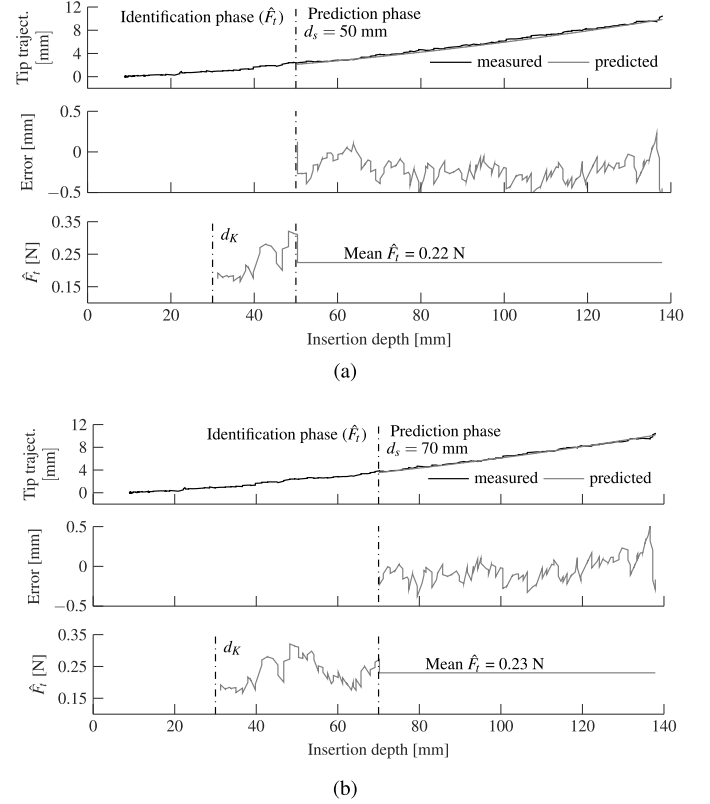 12
8
4
0
Tip traject.
[mm]
Identification phase (F̂t)
Prediction phase
ds = 50 mm
measured
predicted
0.5
0
−0.5
Error [mm]
0.35
0.25
0.15
F̂t [N]
dK
Mean F̂t = 0.22 N
0 20 40 60 80 100 120 140
Insertion depth [mm]
(a)
12
8
4
0
Tip traject.
[mm]
Identification phase (F̂t)
Prediction phase
ds = 70 mm
measured
predicted
0.5
0
−0.5
Error [mm]
0.35
0.25
0.15
F̂t [N]
dK
Mean F̂t = 0.23 N
0 20 40 60 80 100 120 140
Insertion depth [mm]
(b)